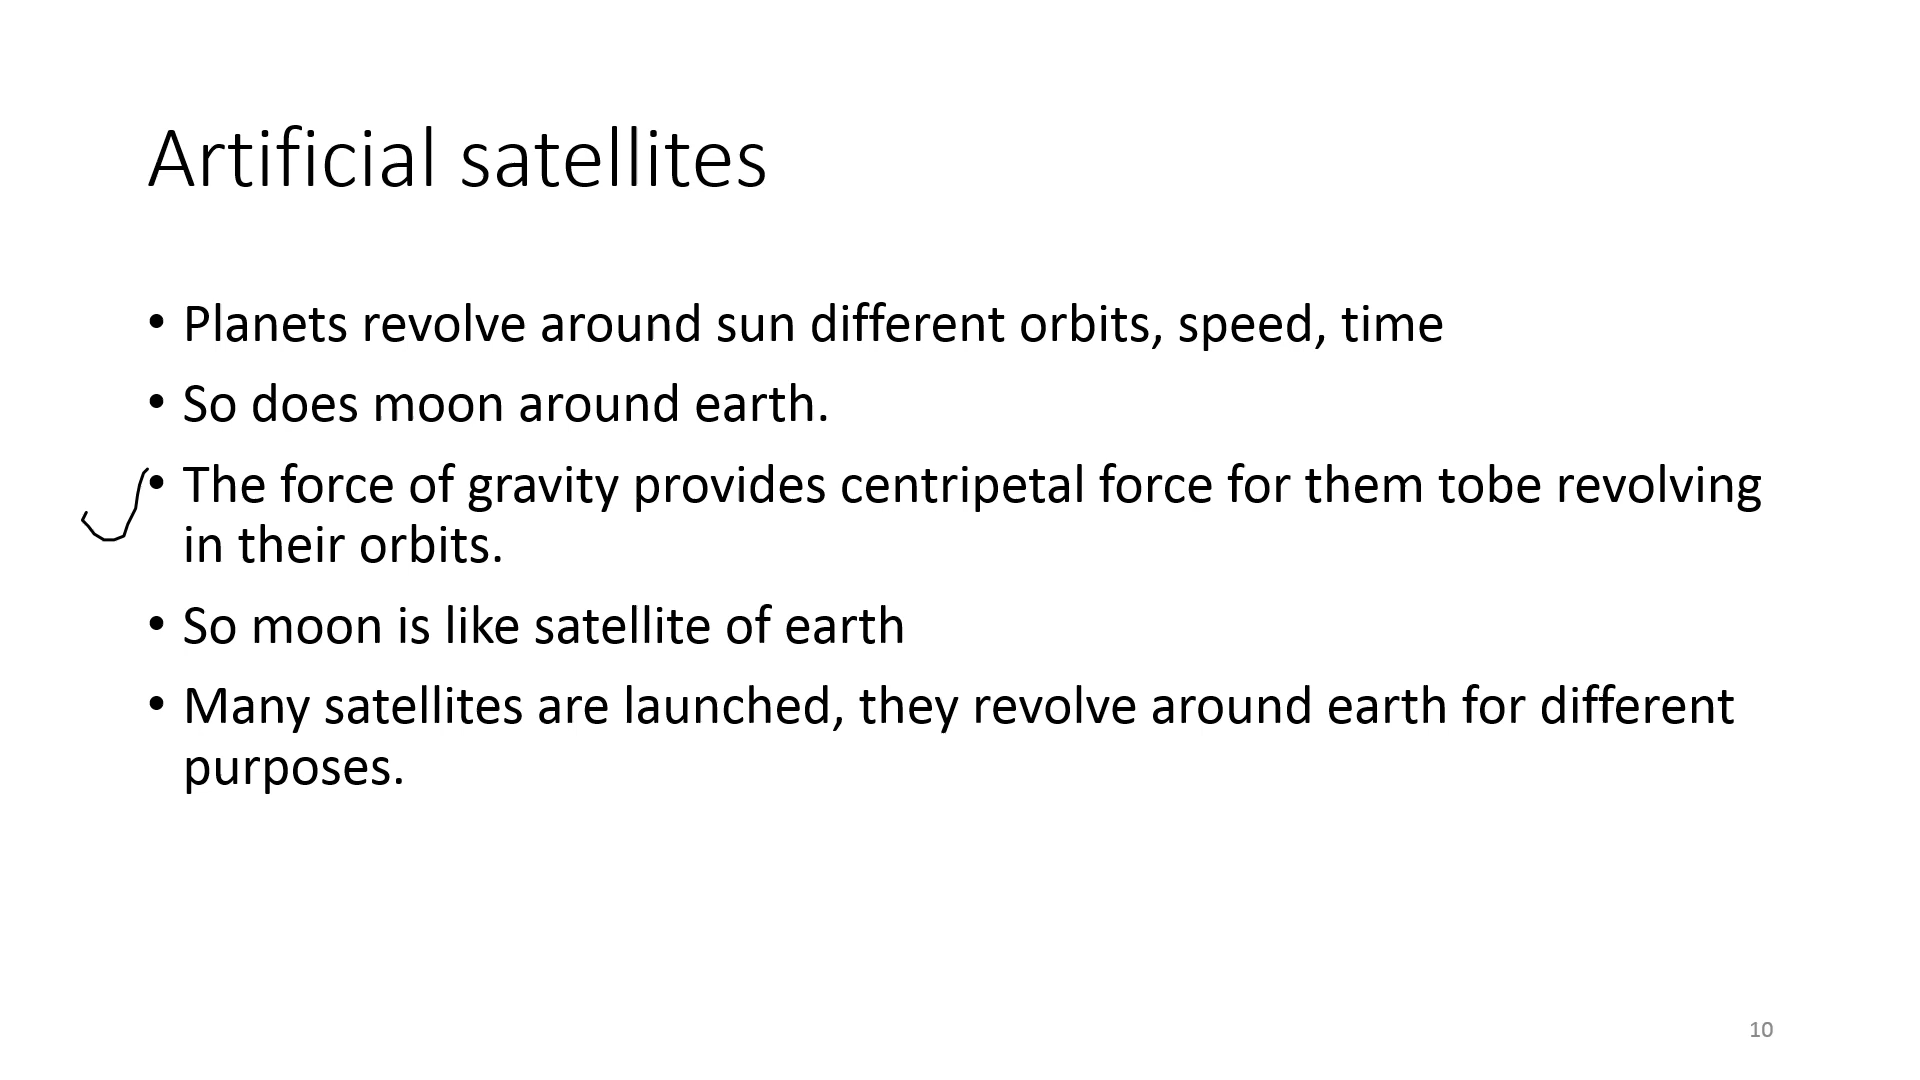 Artificial satellites
• Planets revolve around sun different orbits, speed, time
• So does moon around earth.
• The force of gravity provides centripetal force for them tobe revolving
in their orbits.
• So moon is like satellite of earth
• Many satellites are launched, they revolve around earth for different
purposes.
10